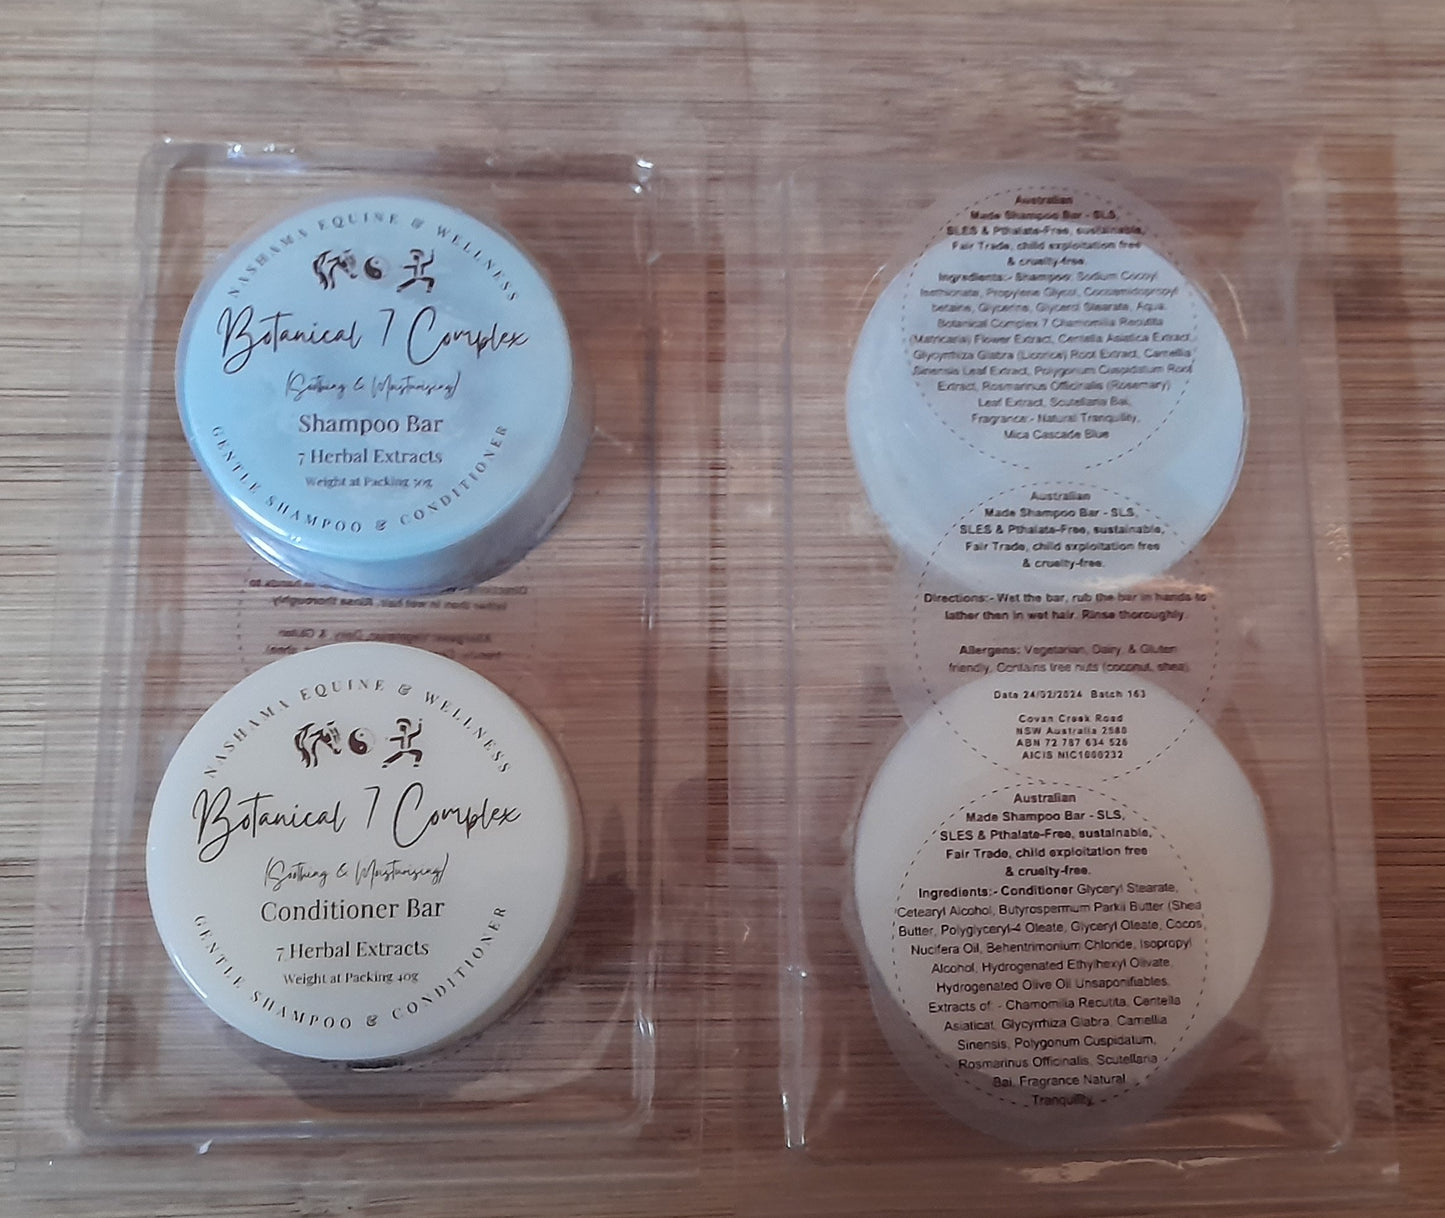 NASHAMA EQUINE & WELLNESS
Botanical 7 Complex
(Soothing & Moisturising)
Shampoo Bar
7 Herbal Extracts
Weight at Packing 50g
GENTLE SHAMPOO & CONDITIONER
NASHAMA EQUINE & WELLNESS
Botanical 7 Complex
(Soothing & Moisturising)
Conditioner Bar
7 Herbal Extracts
Weight at Packing 40g
GENTLE SHAMPOO & CONDITIONER
Australian
Made Shampoo Bar - SLS,
SLES & Pthalate-Free, sustainable,
Fair Trade, child exploitation free
& cruelty-free.
Ingredients:- Shampoo: Sodium Cocoyl
Isethionate, Propylene Glycol, Cocoamidopropyl
betaine, Glycerine, Glycerol Stearate, Aqua.
Botanical Complex 7 Chamomilla Recutita
(Matricaria) Flower Extract, Centella Asiatica Extract,
Glycyrrhiza Glabra (Licorice) Root Extract, Camellia
Sinensis Leaf Extract, Polygonum Cuspidatum Root
Extract, Rosmarinus Officinalis (Rosemary)
Leaf Extract, Scutellaria Bai,
Fragrance:- Natural Tranquility,
Mica Cascade Blue
Australian
Made Shampoo Bar - SLS,
SLES & Pthalate-Free, sustainable,
Fair Trade, child exploitation free
& cruelty-free.
Directions:- Wet the bar, rub the bar in hands to
lather then in wet hair. Rinse thoroughly.
Allergens: Vegetarian, Dairy, & Gluten
friendly, Contains tree nuts (coconut, shea).
Date 24/02/2024 Batch 163
Covan Creek Road
NSW Australia 2580
ABN 72 787 634 526
AICIS NIC1000232
Australian
Made Shampoo Bar - SLS,
SLES & Pthalate-Free, sustainable,
Fair Trade, child exploitation free
& cruelty-free.
Ingredients:- Conditioner Glyceryl Stearate,
Cetearyl Alcohol, Butyrospermum Parkii Butter (Shea
Butter, Polyglyceryl-4 Oleate, Glyceryl Oleate, Cocos
Nucifera Oil, Behentrimonium Chloride, Isopropyl
Alcohol, Hydrogenated Ethylhexyl Olivate,
Hydrogenated Olive Oil Unsaponifiables,
Extracts of: - Chamomilla Recutita, Centella
Asiaticat, Glycyrrhiza Glabra, Camellia
Sinensis, Polygonum Cuspidatum,
Rosmarinus Officinalis, Scutellaria
Bai, Fragrance Natural
Tranquility,